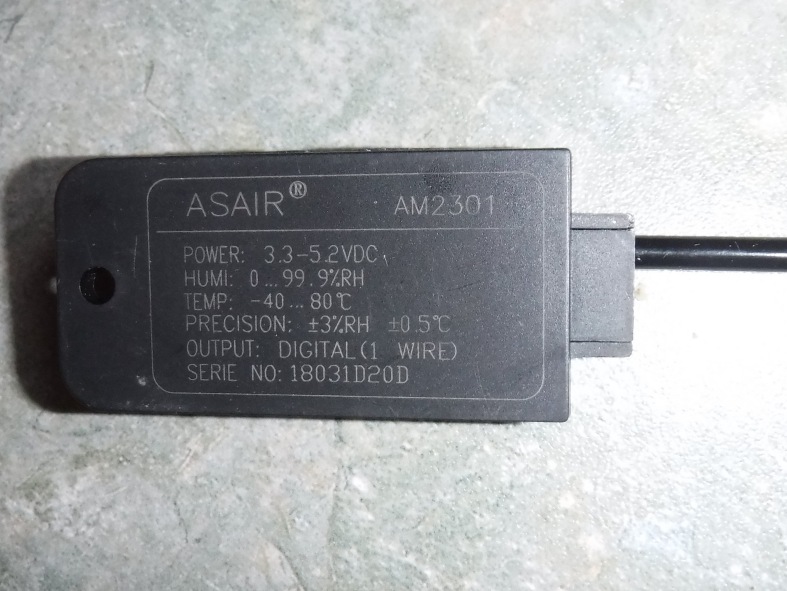 ASAIR® AM2301
POWER: 3.3-5.2VDC
HUMI: 0...99.9%RH
TEMP: -40...80℃
PRECISION: ±3%RH ±0.5℃
OUTPUT: DIGITAL(1 WIRE)
SERIE NO: 18031D20D